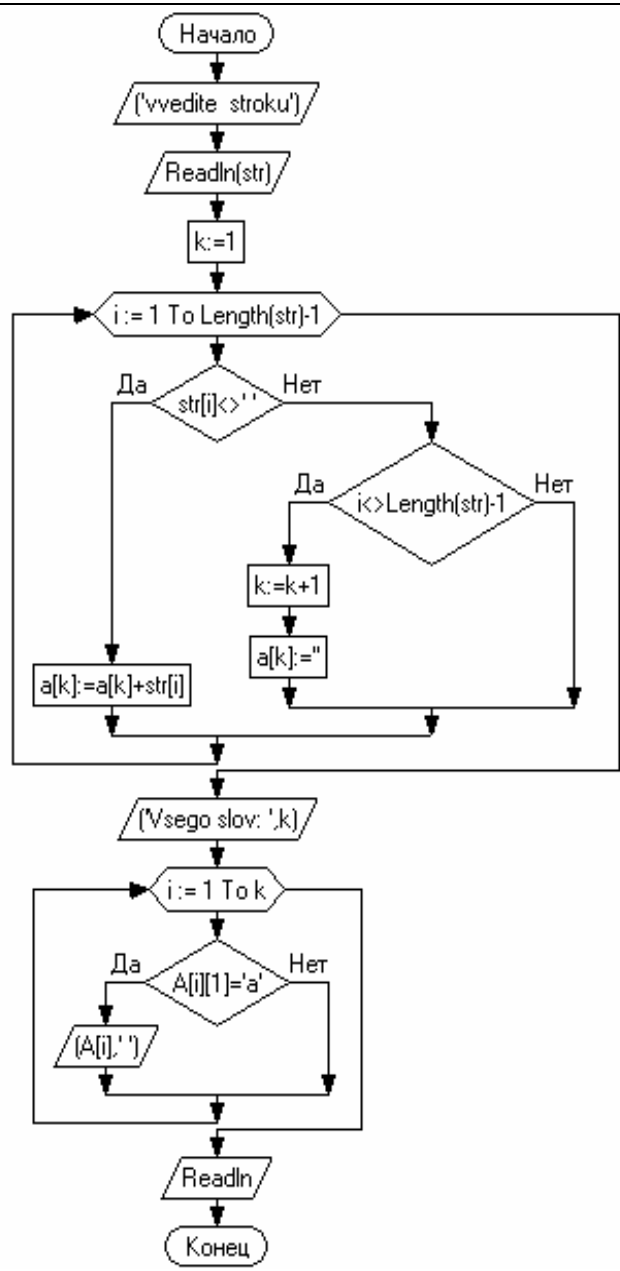 Начало
('vvedite stroku')
Readln(str)
k:=1
i := 1 To Length(str)-1
Да
Нет
str[i]<>' '
Да
Нет
i<>Length(str)-1
k:=k+1
a[k]:=a[k]+str[i]
a[k]:=''
('Vsego slov: ',k)
i := 1 To k
Да
Нет
A[i][1]='a'
(A[i],' ')
Readln
Конец